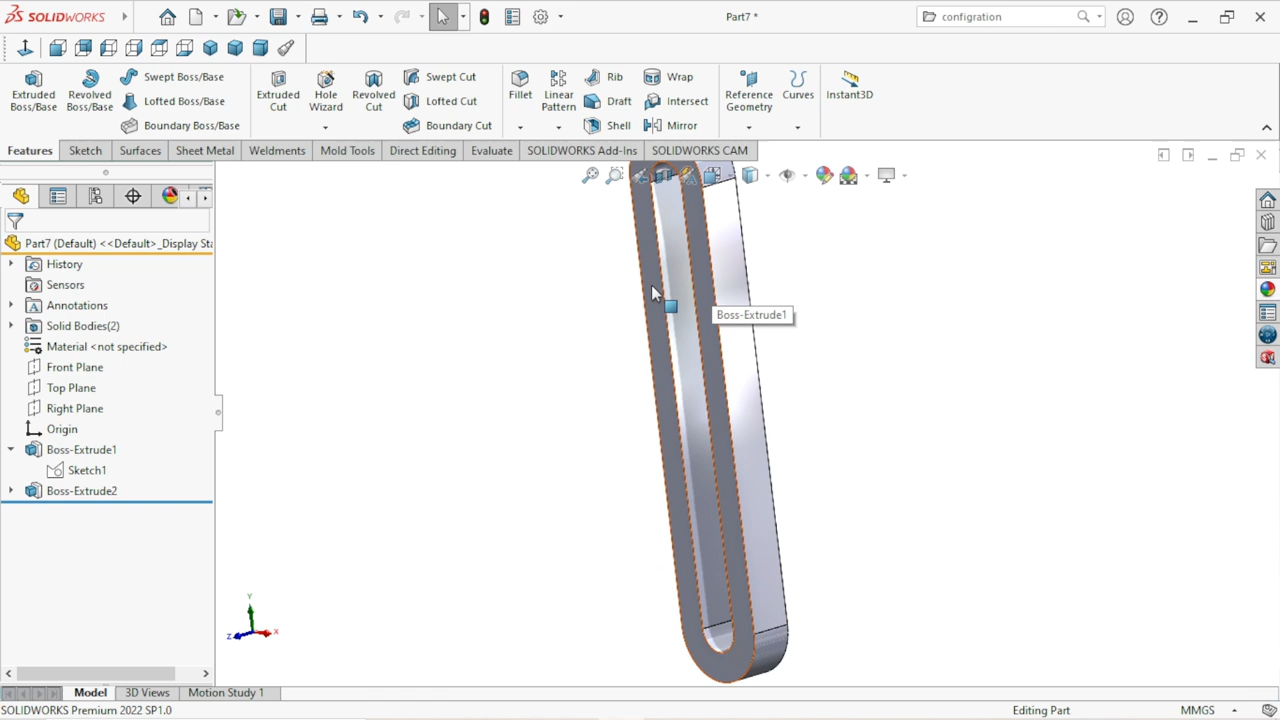 SOLIDWORKS
Part7 *
configration
Extruded Boss/Base
Revolved Boss/Base
Swept Boss/Base
Lofted Boss/Base
Boundary Boss/Base
Extruded Cut
Hole Wizard
Revolved Cut
Swept Cut
Lofted Cut
Boundary Cut
Fillet
Linear Pattern
Rib
Draft
Shell
Wrap
Intersect
Mirror
Reference Geometry
Curves
Instant3D
Features
Sketch
Surfaces
Sheet Metal
Weldments
Mold Tools
Direct Editing
Evaluate
SOLIDWORKS Add-Ins
SOLIDWORKS CAM
Part7 (Default) <<Default>_Display Sta
History
Sensors
Annotations
Solid Bodies(2)
Material <not specified>
Front Plane
Top Plane
Right Plane
Origin
Boss-Extrude1
Sketch1
Boss-Extrude2
Boss-Extrude1
Y
Z
X
Model
3D Views
Motion Study 1
SOLIDWORKS Premium 2022 SP1.0
Editing Part
MMGS